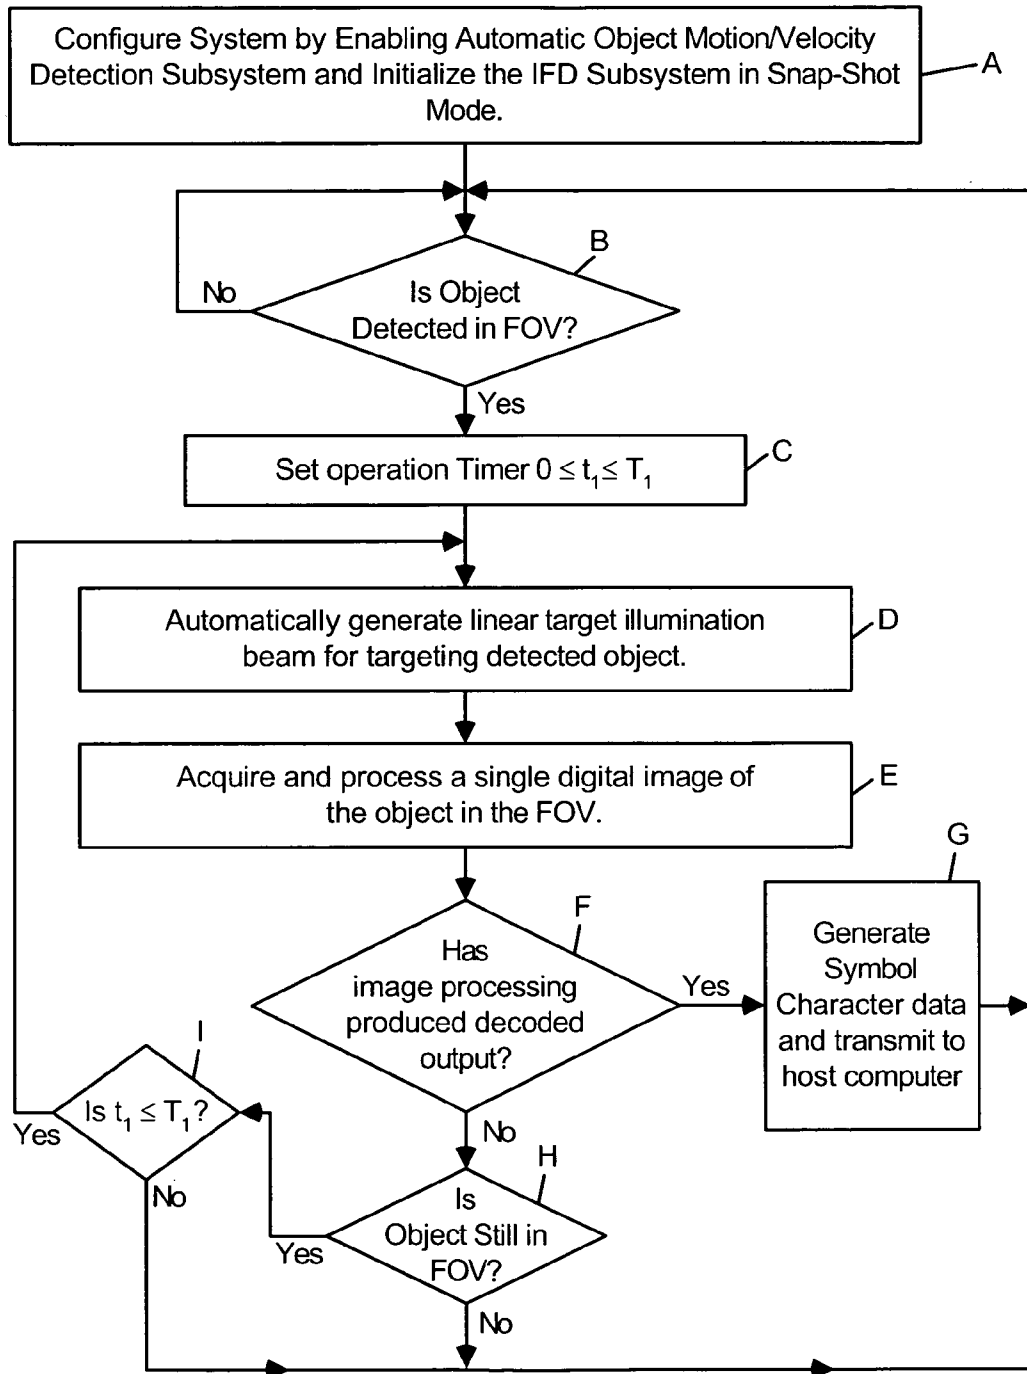 Configure System by Enabling Automatic Object Motion/Velocity
Detection Subsystem and Initialize the IFD Subsystem in Snap-Shot
Mode.
A
B
No
Is Object
Detected in FOV?
Yes
C
Set operation Timer 0 ≤ t₁ ≤ T₁
Automatically generate linear target illumination
beam for targeting detected object.
D
Acquire and process a single digital image of
the object in the FOV.
E
G
F
Has
image processing
produced decoded
output?
Yes
Generate
Symbol
Character data
and transmit to
host computer
I
Is t₁ ≤ T₁?
Yes
No
No
H
Is
Object Still in
FOV?
Yes
No